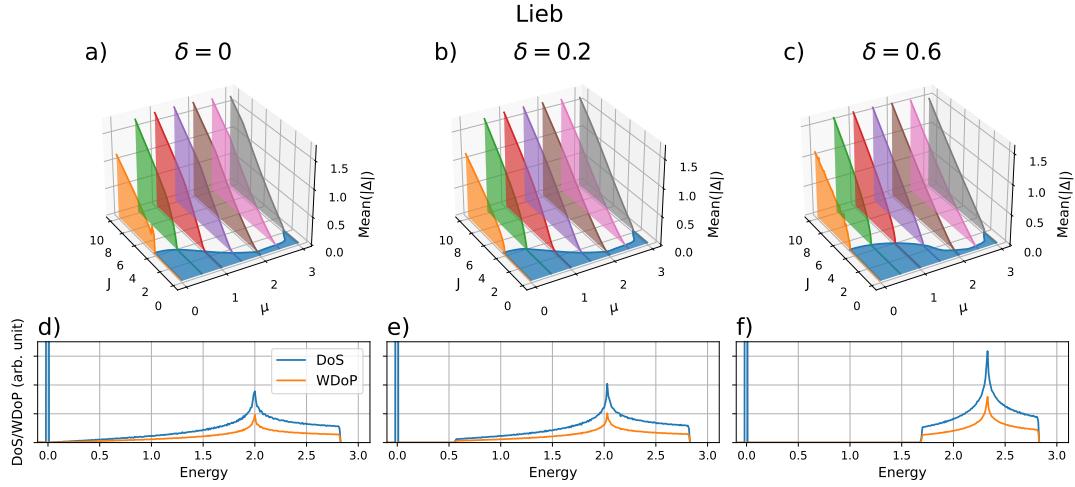 Lieb
a) δ = 0
b) δ = 0.2
c) δ = 0.6
Mean(|Δ|)
1.5
1.0
0.5
0.0
10
8
6
4
2
0
J
0
1
2
3
μ
Mean(|Δ|)
1.5
1.0
0.5
0.0
10
8
6
4
2
0
J
0
1
2
3
μ
Mean(|Δ|)
1.5
1.0
0.5
0.0
10
8
6
4
2
0
J
0
1
2
3
μ
d)
DoS/WDoP (arb. unit)
DoS
WDoP
0.0 0.5 1.0 1.5 2.0 2.5 3.0
Energy
e)
0.0 0.5 1.0 1.5 2.0 2.5 3.0
Energy
f)
0.0 0.5 1.0 1.5 2.0 2.5 3.0
Energy